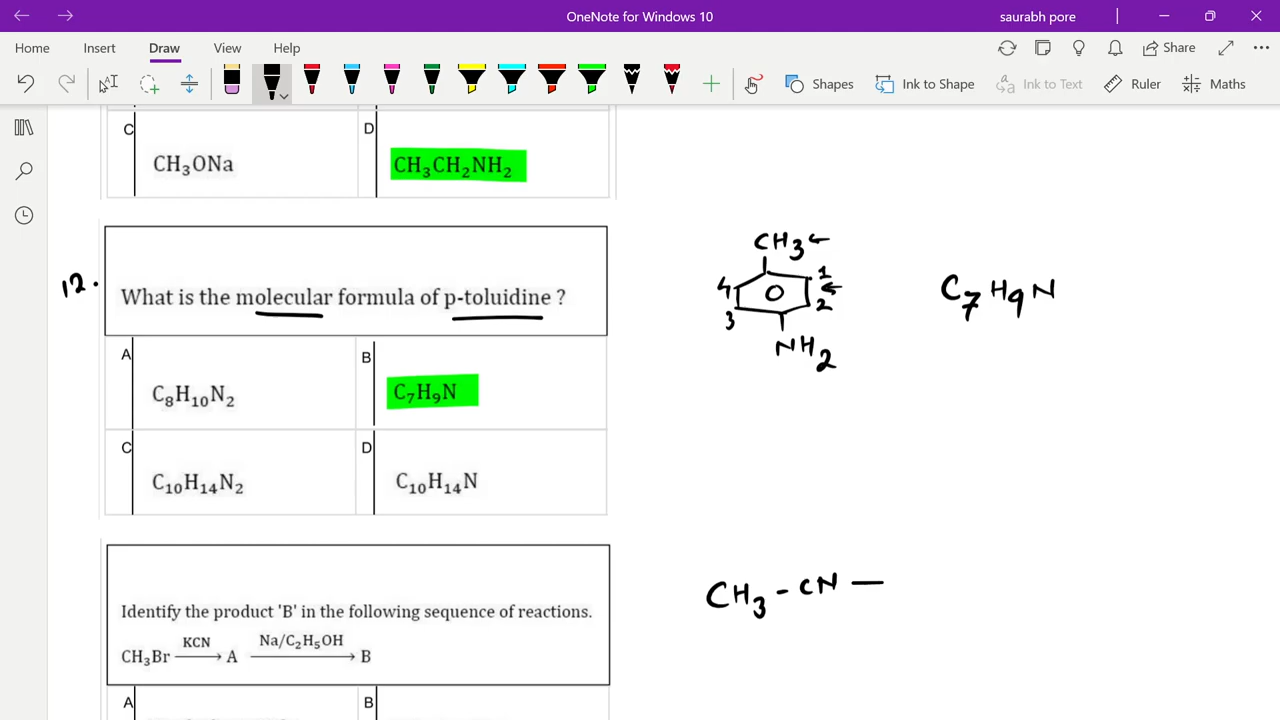 OneNote for Windows 10
saurabh pore
Home Insert Draw View Help
Share
Shapes Ink to Shape Ink to Text Ruler Maths
C
CH₃ONa
D
CH₃CH₂NH₂
12.
What is the molecular formula of p-toluidine ?
A
C₈H₁₀N₂
B
C₇H₉N
C
C₁₀H₁₄N₂
D
C₁₀H₁₄N
CH₃ ←
4 1 ←
3 2
NH₂
C₇H₉N
Identify the product 'B' in the following sequence of reactions.
KCN Na/C₂H₅OH
CH₃Br → A → B
CH₃ - CN —
A
B